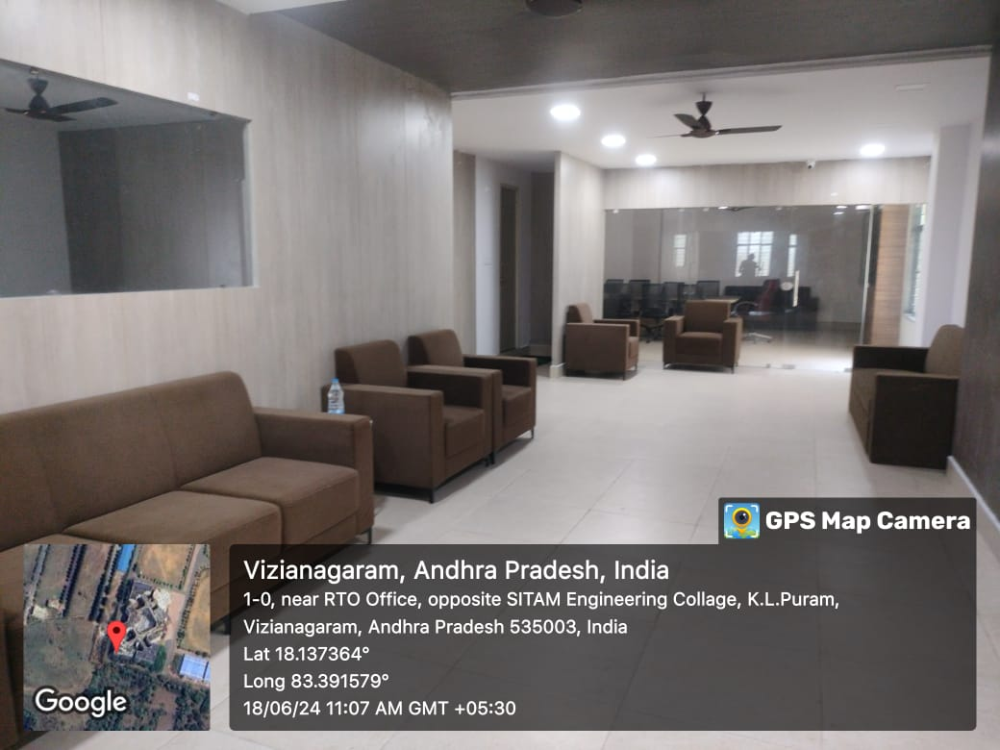 GPS Map Camera
Vizianagaram, Andhra Pradesh, India
1-0, near RTO Office, opposite SITAM Engineering Collage, K.L.Puram,
Vizianagaram, Andhra Pradesh 535003, India
Lat 18.137364°
Long 83.391579°
18/06/24 11:07 AM GMT +05:30
Google